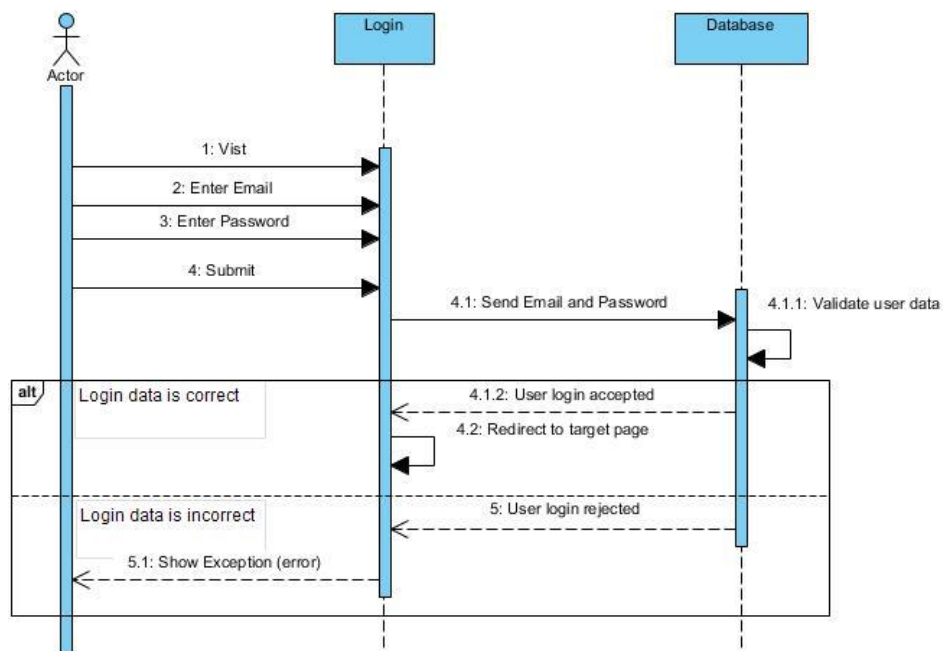 Login
Database
Actor
1: Vist
2: Enter Email
3: Enter Password
4: Submit
4.1: Send Email and Password
4.1.1: Validate user data
alt
Login data is correct
4.1.2: User login accepted
4.2: Redirect to target page
Login data is incorrect
5: User login rejected
5.1: Show Exception (error)